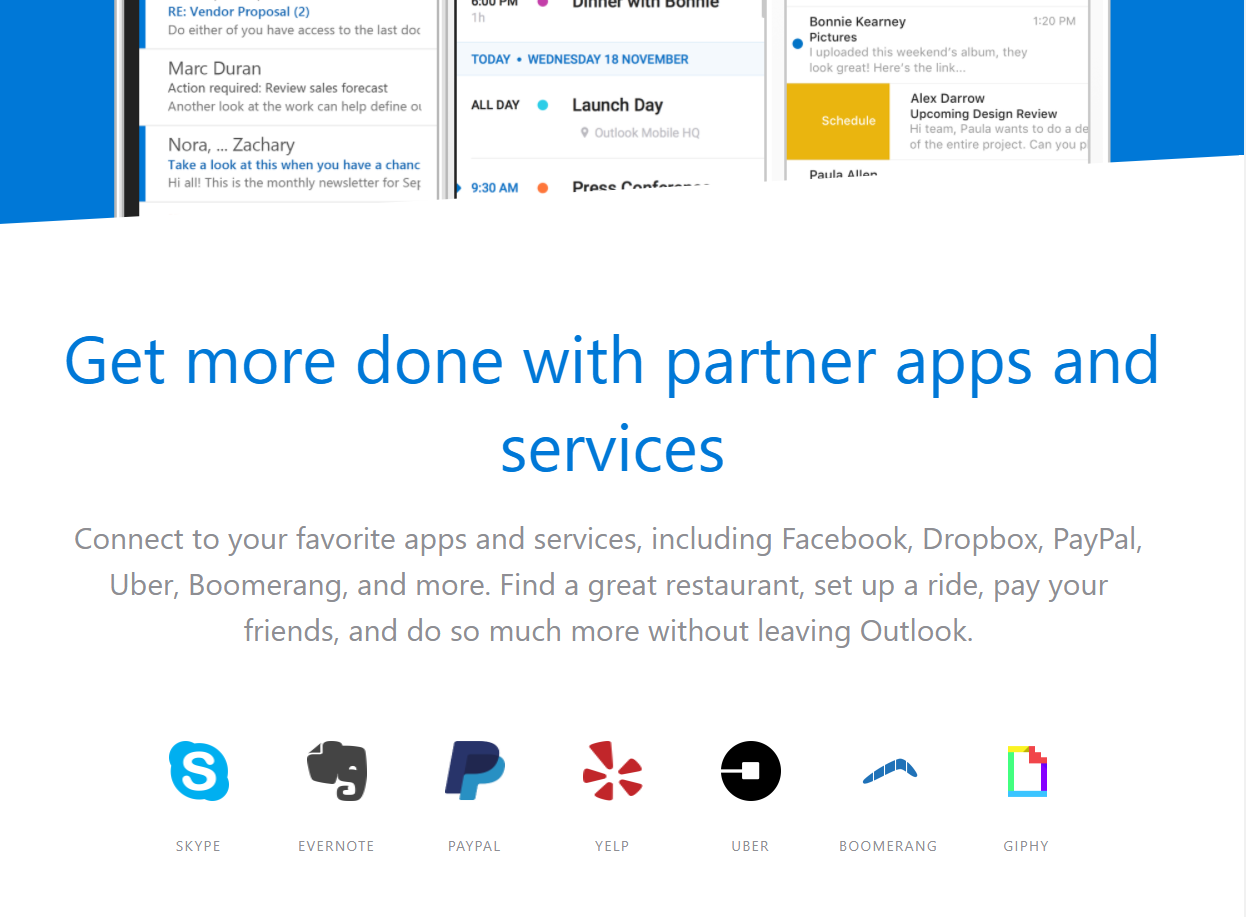 RE: Vendor Proposal (2)
Do either of you have access to the last doc
Marc Duran
Action required: Review sales forecast
Another look at the work can help define ou
Nora, ... Zachary
Take a look at this when you have a chanc
Hi all! This is the monthly newsletter for Sep
6:00 PM Dinner with Bonnie
1h
TODAY • WEDNESDAY 18 NOVEMBER
ALL DAY Launch Day
Outlook Mobile HQ
9:30 AM Press Conference
Bonnie Kearney 1:20 PM
Pictures
I uploaded this weekend's album, they
look great! Here's the link...
Schedule
Alex Darrow
Upcoming Design Review
Hi team, Paula wants to do a de
of the entire project. Can you p
Paula Allen
Get more done with partner apps and
services
Connect to your favorite apps and services, including Facebook, Dropbox, PayPal,
Uber, Boomerang, and more. Find a great restaurant, set up a ride, pay your
friends, and do so much more without leaving Outlook.
SKYPE EVERNOTE PAYPAL YELP UBER BOOMERANG GIPHY